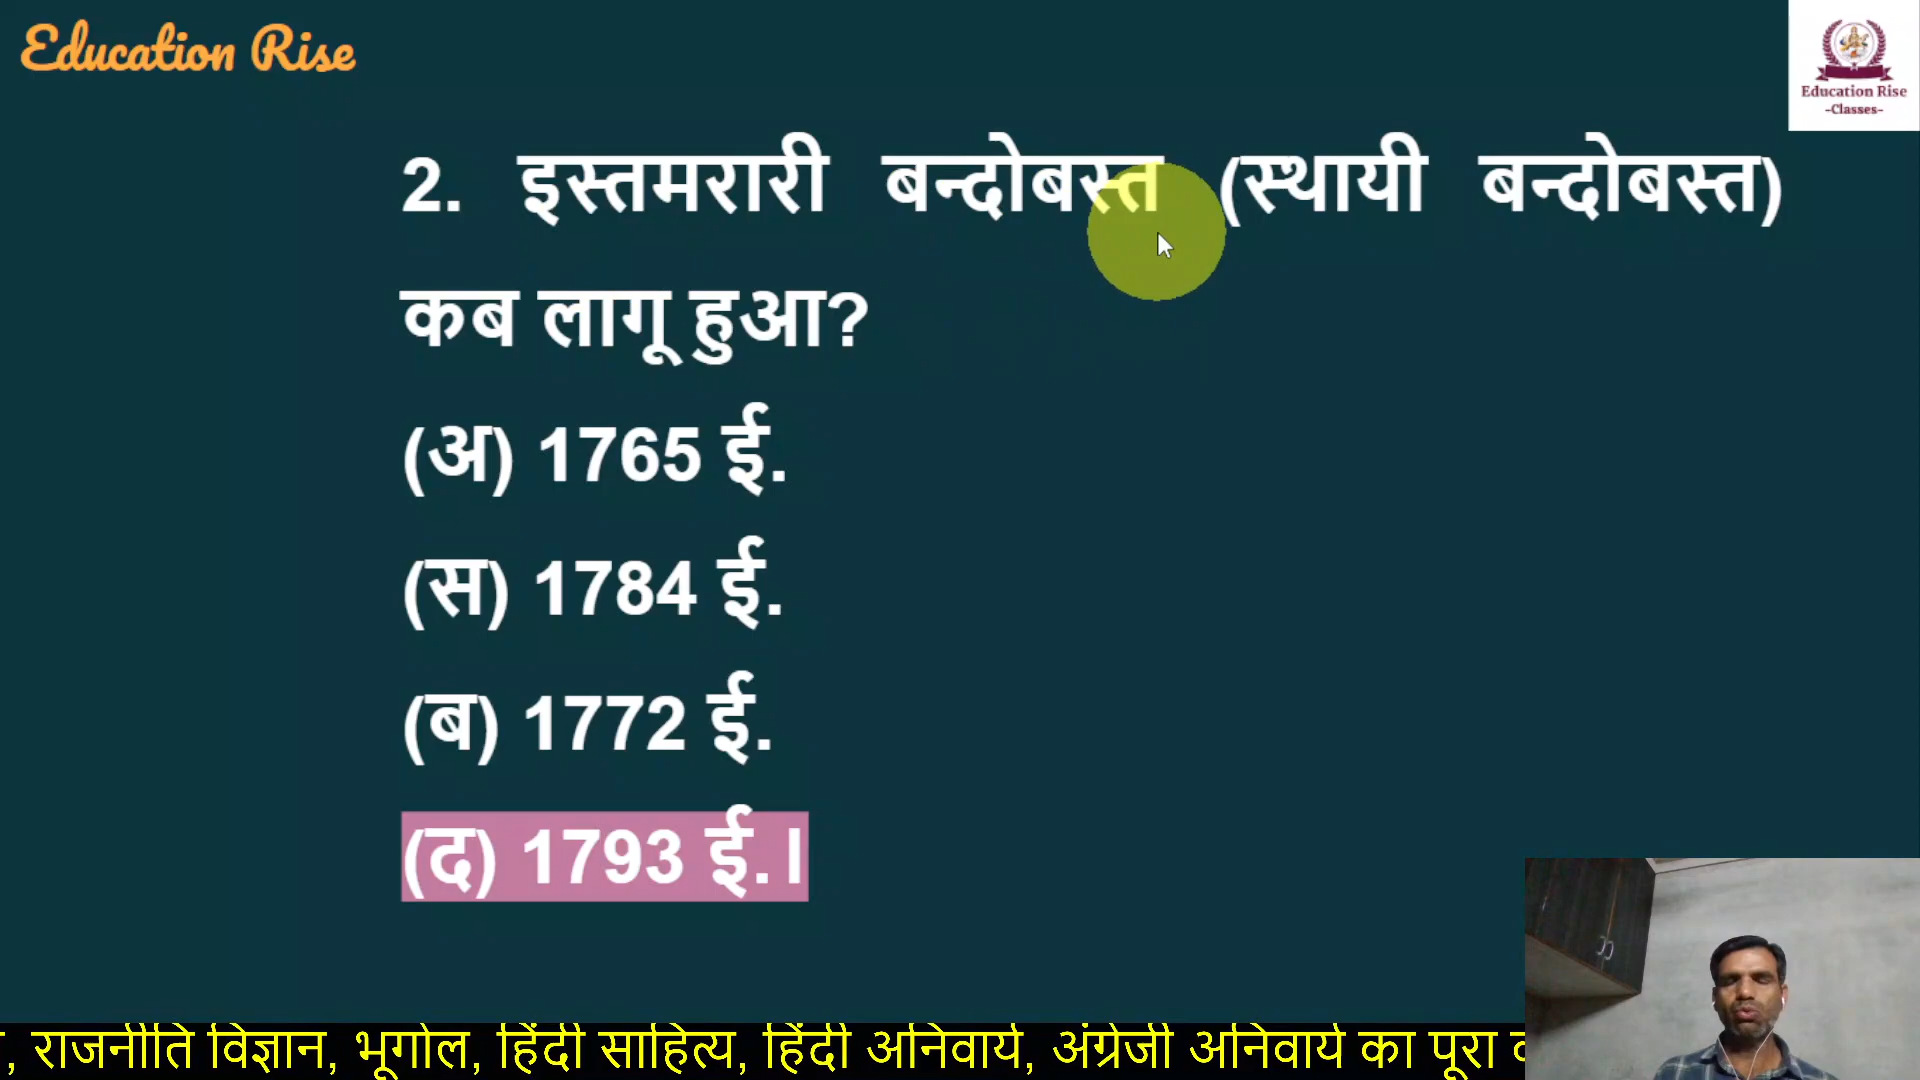 Education Rise
Education Rise
-Classes-
2. इस्तमरारी बन्दोबस्त (स्थायी बन्दोबस्त)
कब लागू हुआ?
(अ) 1765 ई.
(स) 1784 ई.
(ब) 1772 ई.
(द) 1793 ई.।
, राजनीति विज्ञान, भूगोल, हिंदी साहित्य, हिंदी अनिवार्य, अंग्रेजी अनिवार्य का पूरा